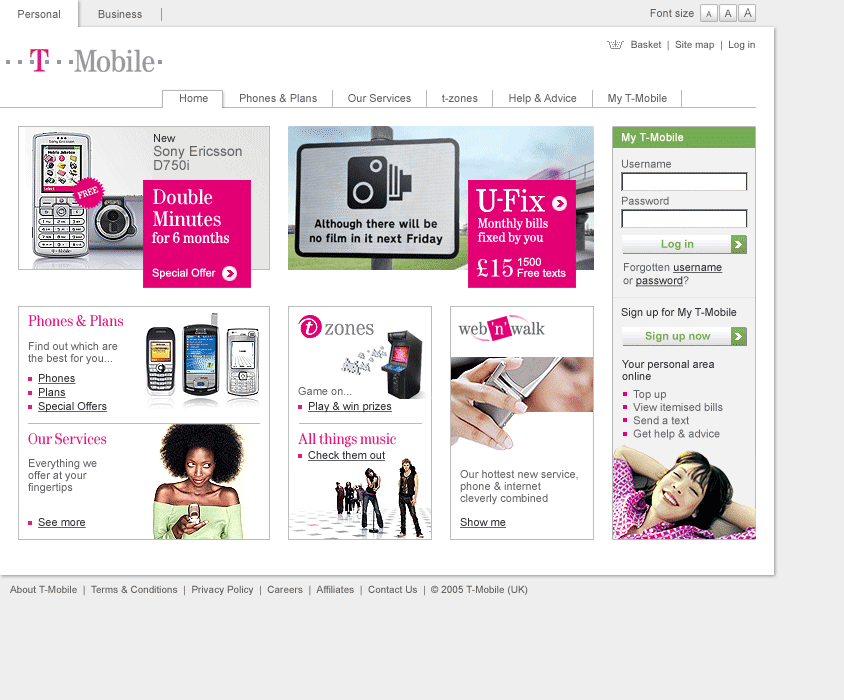 Personal
Business
Font size A A A
Basket | Site map | Log in
T-Mobile
Home
Phones & Plans
Our Services
t-zones
Help & Advice
My T-Mobile
New
Sony Ericsson
D750i
FREE
Double
Minutes
for 6 months
Special Offer
Although there will be
no film in it next Friday
U-Fix
Monthly bills
fixed by you
£15 1500
Free texts
My T-Mobile
Username
Password
Log in
Forgotten username
or password?
Sign up for My T-Mobile
Sign up now
Your personal area
online
Top up
View itemised bills
Send a text
Get help & advice
Phones & Plans
Find out which are
the best for you...
Phones
Plans
Special Offers
Our Services
Everything we
offer at your
fingertips
See more
t zones
Game on...
Play & win prizes
All things music
Check them out
web'n'walk
Our hottest new service,
phone & internet
cleverly combined
Show me
About T-Mobile | Terms & Conditions | Privacy Policy | Careers | Affiliates | Contact Us | © 2005 T-Mobile (UK)